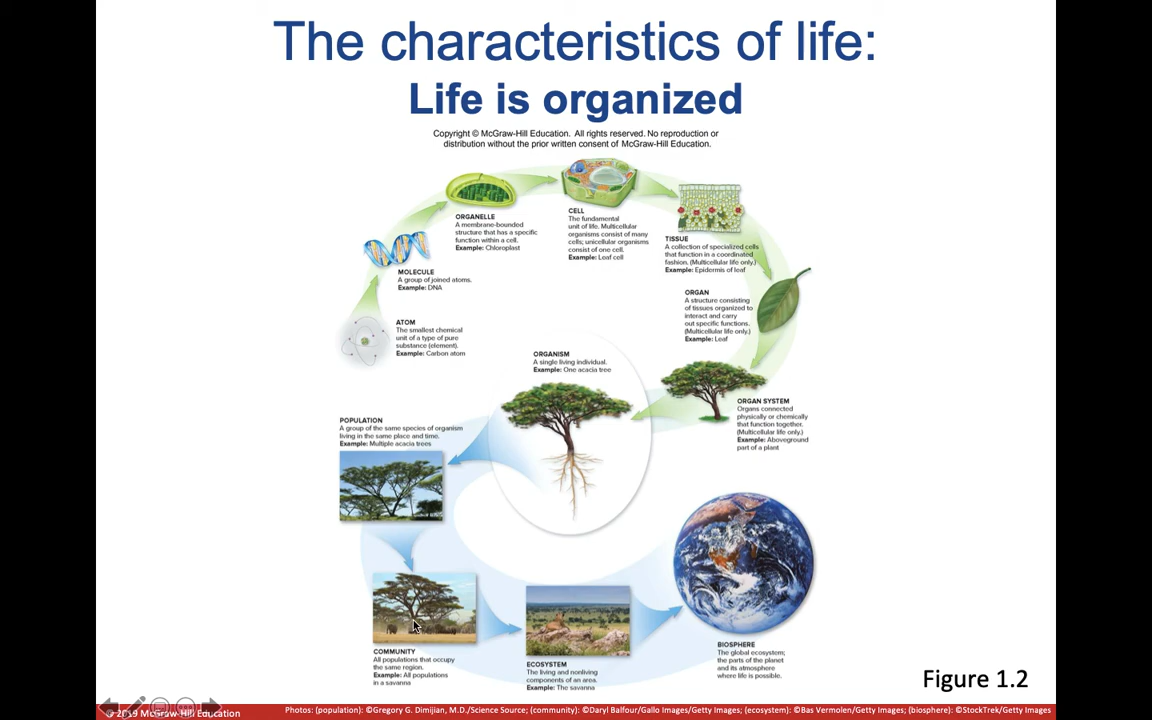 The characteristics of life:
Life is organized
Copyright © McGraw-Hill Education. All rights reserved. No reproduction or
distribution without the prior written consent of McGraw-Hill Education.
ORGANELLE
A membrane-bounded
structure that has a specific
function within a cell.
Example: Chloroplast
CELL
The fundamental
unit of life. Multicellular
organisms consist of many
cells; unicellular organisms
consist of one cell.
Example: Leaf cell
TISSUE
A collection of specialized cells
that function in a coordinated
fashion. (Multicellular life only.)
Example: Epidermis of leaf
MOLECULE
A group of joined atoms.
Example: DNA
ORGAN
A structure consisting
of tissues organized to
interact and carry
out specific functions.
(Multicellular life only.)
Example: Leaf
ATOM
The smallest chemical
unit of a type of pure
substance (element).
Example: Carbon atom
ORGANISM
A single living individual.
Example: One acacia tree
ORGAN SYSTEM
Organs connected
physically or chemically
that function together.
(Multicellular life only.)
Example: Aboveground
part of a plant
POPULATION
A group of the same species of organism
living in the same place and time.
Example: Multiple acacia trees
COMMUNITY
All populations that occupy
the same region.
Example: All populations
in a savanna
ECOSYSTEM
The living and nonliving
components of an area.
Example: The savanna
BIOSPHERE
The global ecosystem;
the parts of the planet
and its atmosphere
where life is possible.
Figure 1.2
© 2019 McGraw-Hill Education
Photos: (population): ©Gregory G. Dimijian, M.D./Science Source; (community): ©Daryl Balfour/Gallo Images/Getty Images; (ecosystem): ©Bas Vermolen/Getty Images; (biosphere): ©StockTrek/Getty Images